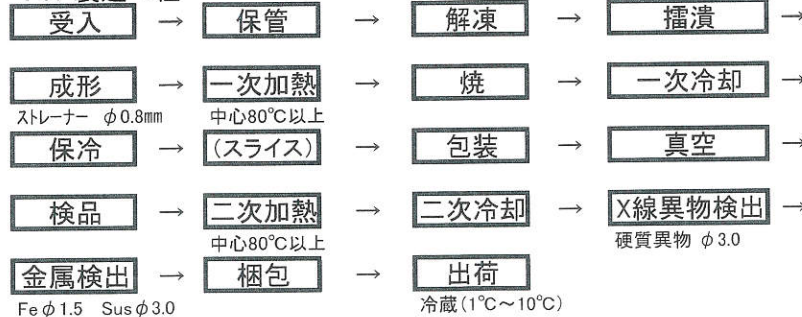 受入 → 保管 → 解凍 → 擂潰 →
成形 → 一次加熱 → 焼 → 一次冷却 →
ストレーナー φ0.8㎜ 中心80℃以上
保冷 → (スライス) → 包装 → 真空 →
検品 → 二次加熱 → 二次冷却 → X線異物検出 →
中心80℃以上 硬質異物 φ3.0
金属検出 → 梱包 → 出荷
Feφ1.5 Susφ3.0 冷蔵(1℃～10℃)